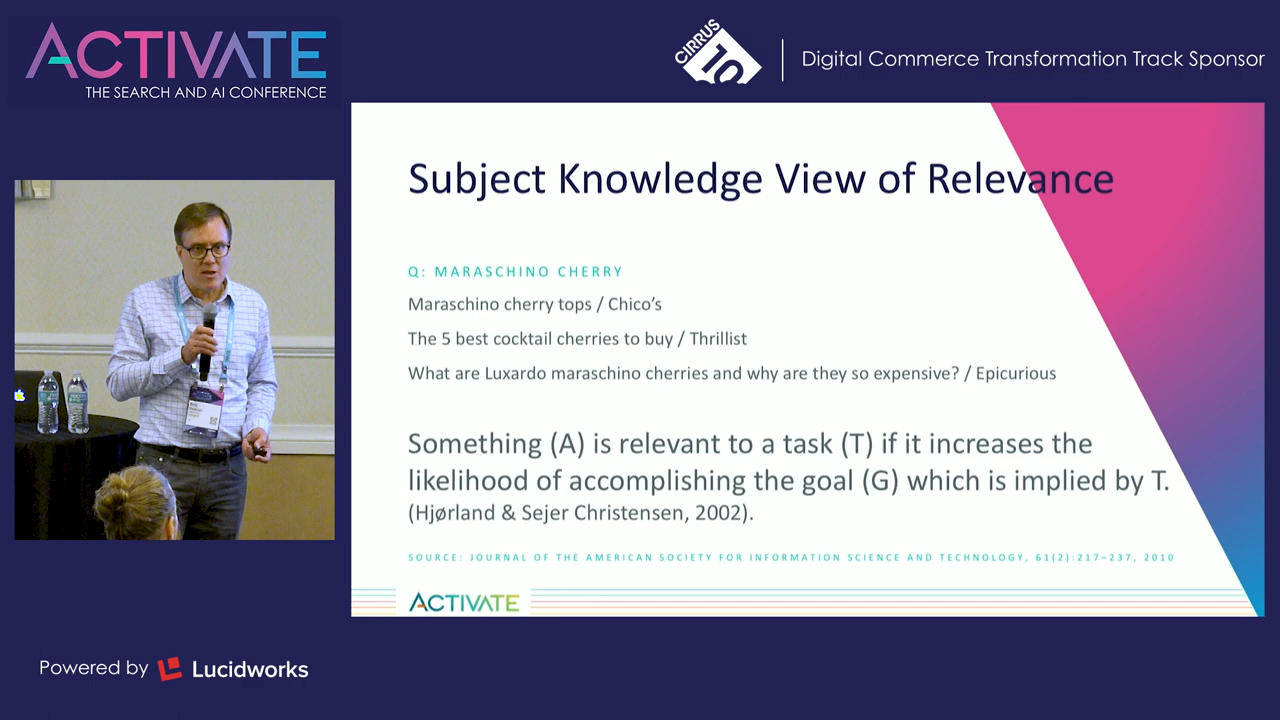 ACTIVATE
THE SEARCH AND AI CONFERENCE
CIRRUS
10
Digital Commerce Transformation Track Sponsor
Subject Knowledge View of Relevance
Q: MARASCHINO CHERRY
Maraschino cherry tops / Chico's
The 5 best cocktail cherries to buy / Thrillist
What are Luxardo maraschino cherries and why are they so expensive? / Epicurious
Something (A) is relevant to a task (T) if it increases the
likelihood of accomplishing the goal (G) which is implied by T.
(Hjørland & Sejer Christensen, 2002).
SOURCE: JOURNAL OF THE AMERICAN SOCIETY FOR INFORMATION SCIENCE AND TECHNOLOGY, 61(2):217–237, 2010
ACTIVATE
Powered by Lucidworks